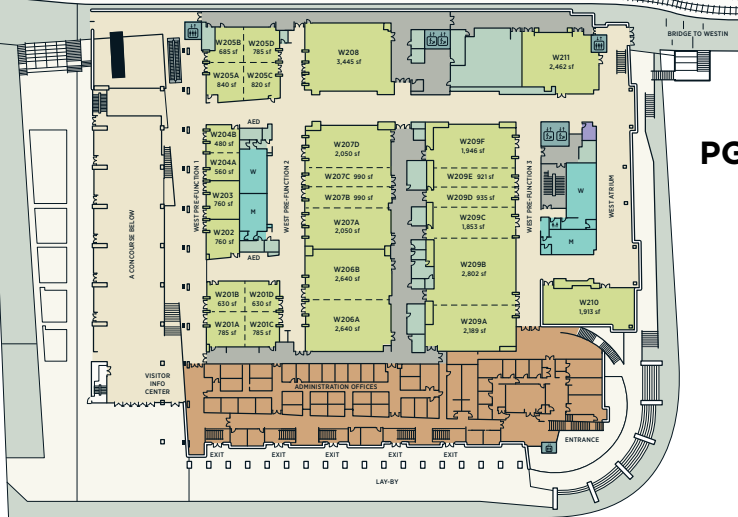 BRIDGE TO WESTIN
W205B
685 sf
W205D
785 sf
W205A
840 sf
W205C
820 sf
W208
3,445 sf
W211
2,462 sf
AED
W204B
480 sf
W204A
560 sf
W203
760 sf
W202
760 sf
W
M
AED
WEST PRE-FUNCTION 1
WEST PRE-FUNCTION 2
W207D
2,050 sf
W207C 990 sf
W207B 990 sf
W207A
2,050 sf
W206B
2,640 sf
W206A
2,640 sf
W209F
1,946 sf
W209E 921 sf
W209D 935 sf
W209C
1,853 sf
W209B
2,802 sf
W209A
2,189 sf
WEST PRE-FUNCTION 3
W
M
WEST ATRIUM
PG
A CONCOURSE BELOW
W201B
630 sf
W201D
630 sf
W201A
785 sf
W201C
785 sf
W210
1,913 sf
VISITOR
INFO
CENTER
ADMINISTRATION OFFICES
ENTRANCE
EXIT
EXIT
EXIT
EXIT
EXIT
LAY-BY